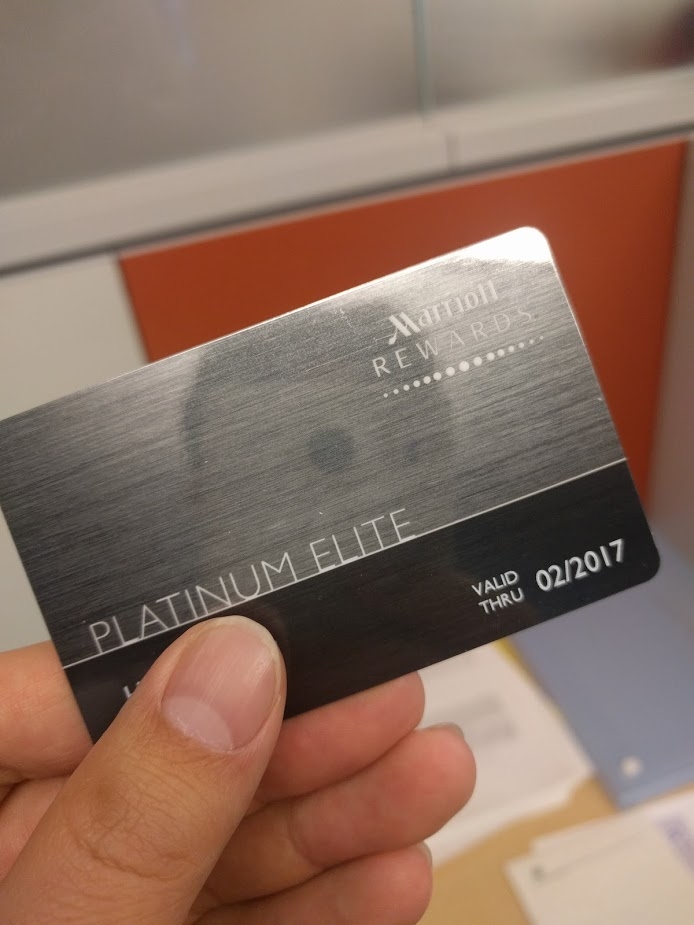 Marriott
REWARDS
PLATINUM ELITE
VALID
THRU 02/2017